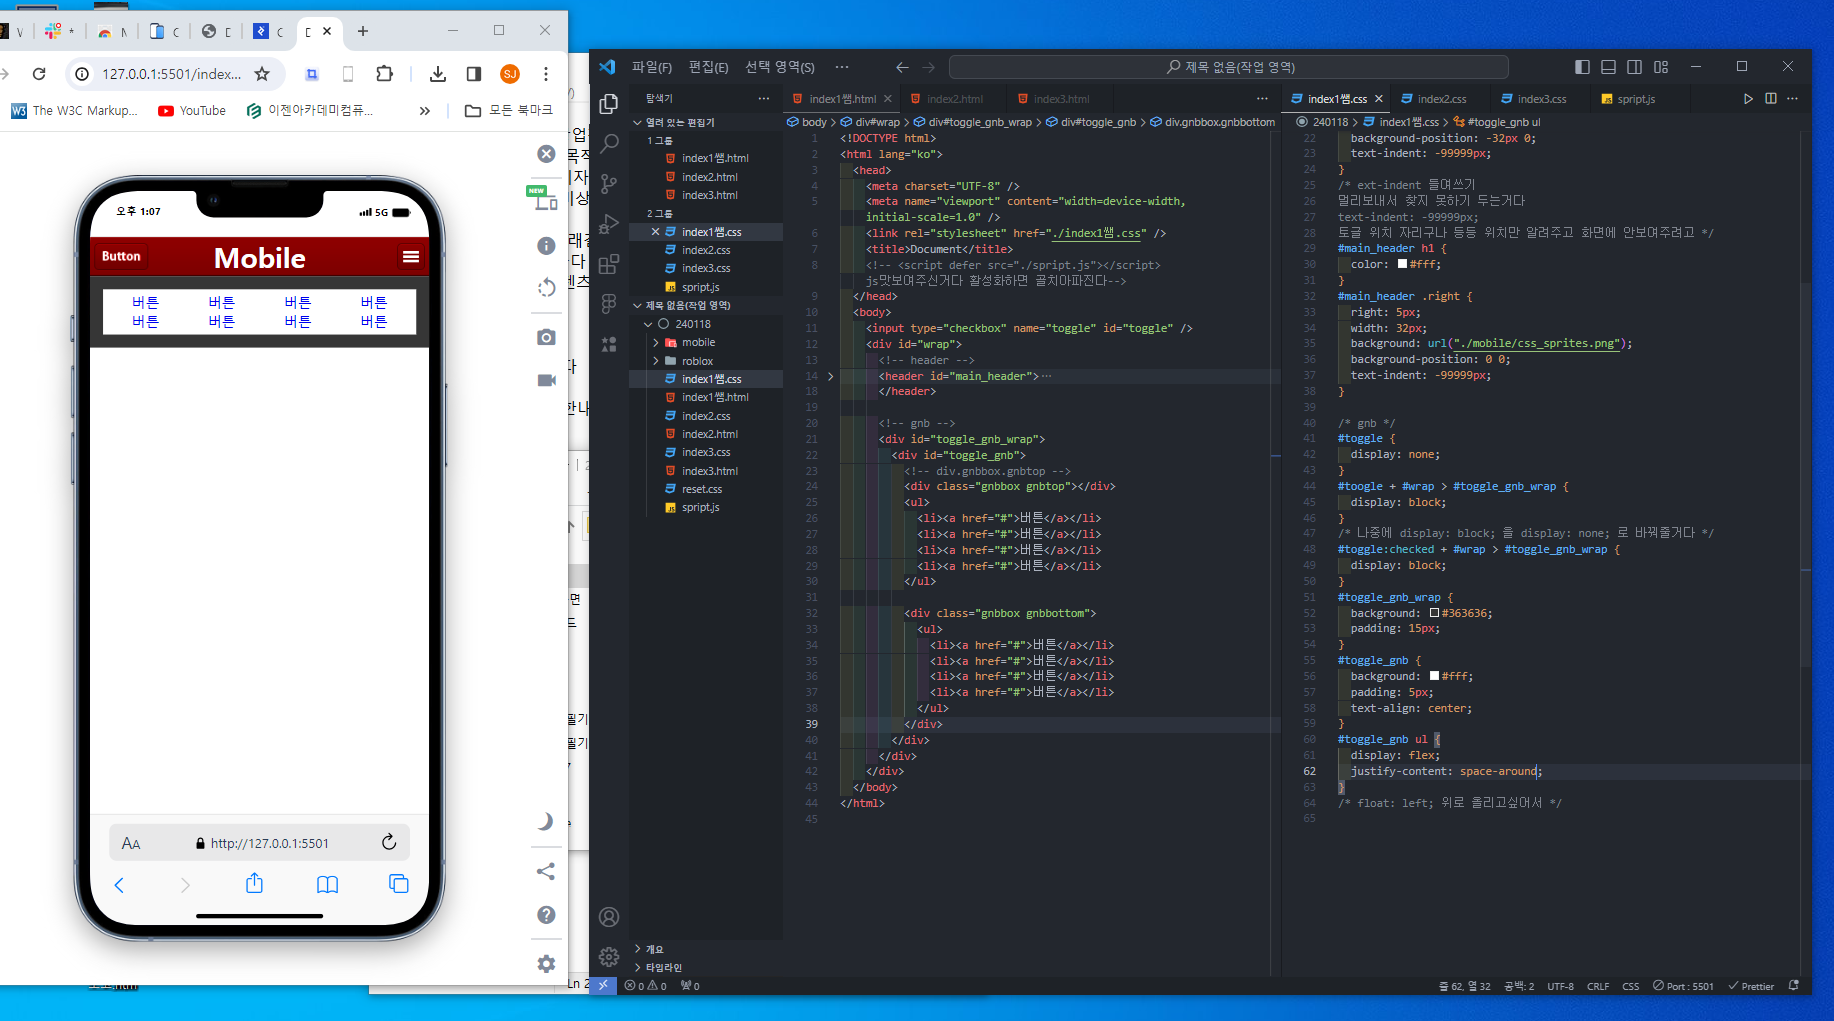 127.0.0.1:5501/index...
SJ
The W3C Markup...
YouTube
이젠아카데미컴퓨...
»
모든 북마크
NEW
오후 1:07
5G
Button
Mobile
버튼 버튼 버튼 버튼
버튼 버튼 버튼 버튼
AA
http://127.0.0.1:5501
파일(F) 편집(E) 선택 영역(S) ···
제목 없음(작업 영역)
탐색기
열려 있는 편집기
1 그룹
index1쌤.html
index2.html
index3.html
2 그룹
index1쌤.css
index2.css
index3.css
spript.js
제목 없음(작업 영역)
240118
mobile
roblox
index1쌤.css
index1쌤.html
index2.css
index2.html
index3.css
index3.html
reset.css
spript.js
개요
타임라인
index1쌤.html
index2.html
index3.html
body > div#wrap > div#toggle_gnb_wrap > div#toggle_gnb > div.gnbbox.gnbbottom
1 <!DOCTYPE html>
2 <html lang="ko">
3 <head>
4 <meta charset="UTF-8" />
5 <meta name="viewport" content="width=device-width,
initial-scale=1.0" />
6 <link rel="stylesheet" href="./index1쌤.css" />
7 <title>Document</title>
8 <!-- <script defer src="./spript.js"></script>
js맛보여주신거다 활성화하면 골치아파진다-->
9 </head>
10 <body>
11 <input type="checkbox" name="toggle" id="toggle" />
12 <div id="wrap">
13 <!-- header -->
14 <header id="main_header">···
18 </header>
19
20 <!-- gnb -->
21 <div id="toggle_gnb_wrap">
22 <div id="toggle_gnb">
23 <!-- div.gnbbox.gnbtop -->
24 <div class="gnbbox gnbtop"></div>
25 <ul>
26 <li><a href="#">버튼</a></li>
27 <li><a href="#">버튼</a></li>
28 <li><a href="#">버튼</a></li>
29 <li><a href="#">버튼</a></li>
30 </ul>
31
32 <div class="gnbbox gnbbottom">
33 <ul>
34 <li><a href="#">버튼</a></li>
35 <li><a href="#">버튼</a></li>
36 <li><a href="#">버튼</a></li>
37 <li><a href="#">버튼</a></li>
38 </ul>
39 </div>
40 </div>
41 </div>
42 </div>
43 </body>
44 </html>
45
index1쌤.css
index2.css
index3.css
spript.js
240118 > index1쌤.css > #toggle_gnb ul
22 background-position: -32px 0;
23 text-indent: -99999px;
24 }
25 /* ext-indent 들여쓰기
26 멀리보내서 찾지 못하기 두는거다
27 text-indent: -99999px;
28 토글 위치 자리구나 등등 위치만 알려주고 화면에 안보여주려고 */
29 #main_header h1 {
30 color: #fff;
31 }
32 #main_header .right {
33 right: 5px;
34 width: 32px;
35 background: url("./mobile/css_sprites.png");
36 background-position: 0 0;
37 text-indent: -99999px;
38 }
39
40 /* gnb */
41 #toggle {
42 display: none;
43 }
44 #toogle + #wrap > #toggle_gnb_wrap {
45 display: block;
46 }
47 /* 나중에 display: block; 을 display: none; 로 바꿔줄거다 */
48 #toggle:checked + #wrap > #toggle_gnb_wrap {
49 display: block;
50 }
51 #toggle_gnb_wrap {
52 background: #363636;
53 padding: 15px;
54 }
55 #toggle_gnb {
56 background: #fff;
57 padding: 5px;
58 text-align: center;
59 }
60 #toggle_gnb ul {
61 display: flex;
62 justify-content: space-around;
63 }
64 /* float: left; 위로 올리고싶어서 */
65
0 0 0
줄 62, 열 32 공백: 2 UTF-8 CRLF CSS Port : 5501 Prettier